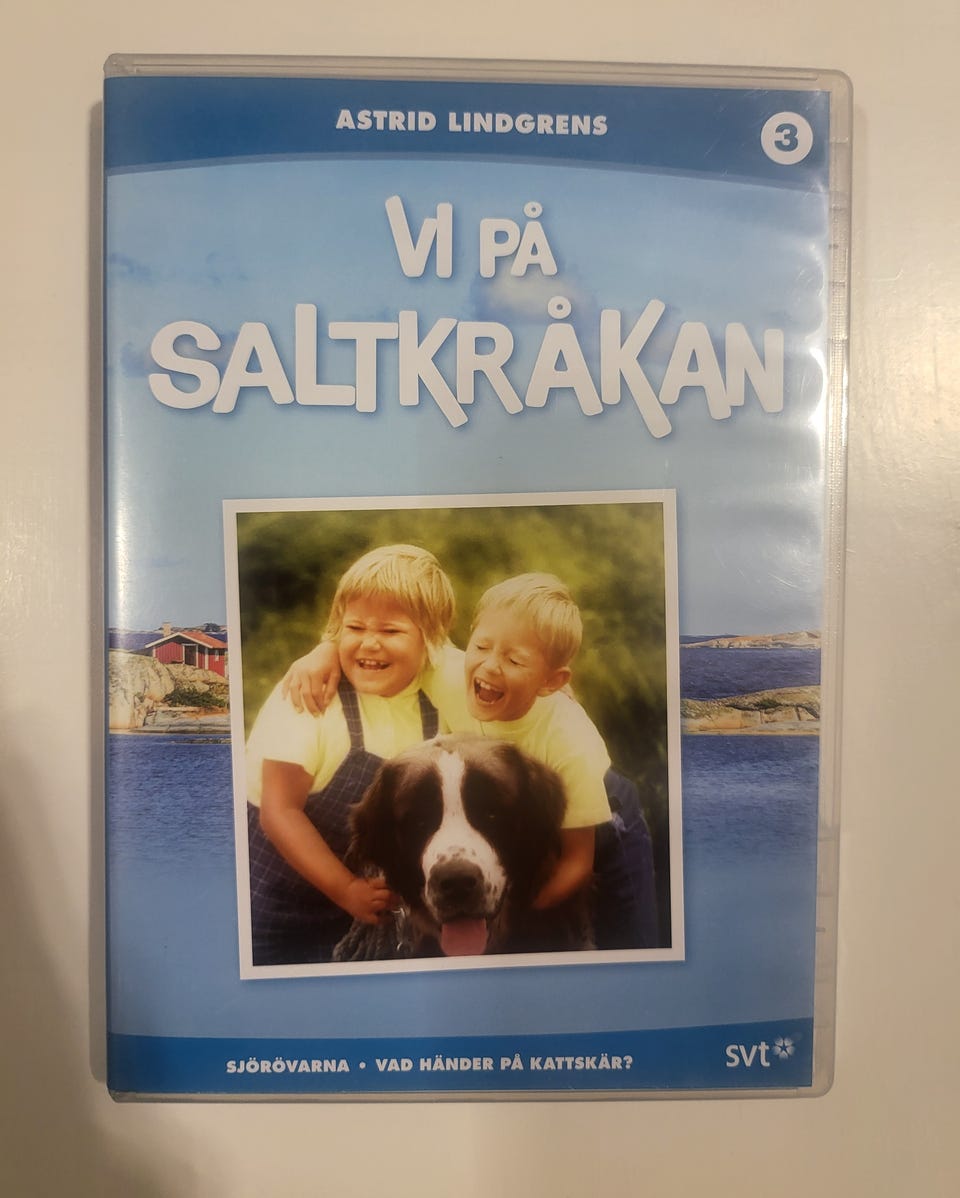 ASTRID LINDGRENS
3
VI PÅ
SALTKRÅKAN
SJÖRÖVARNA • VAD HÄNDER PÅ KATTSKÄR?
svt